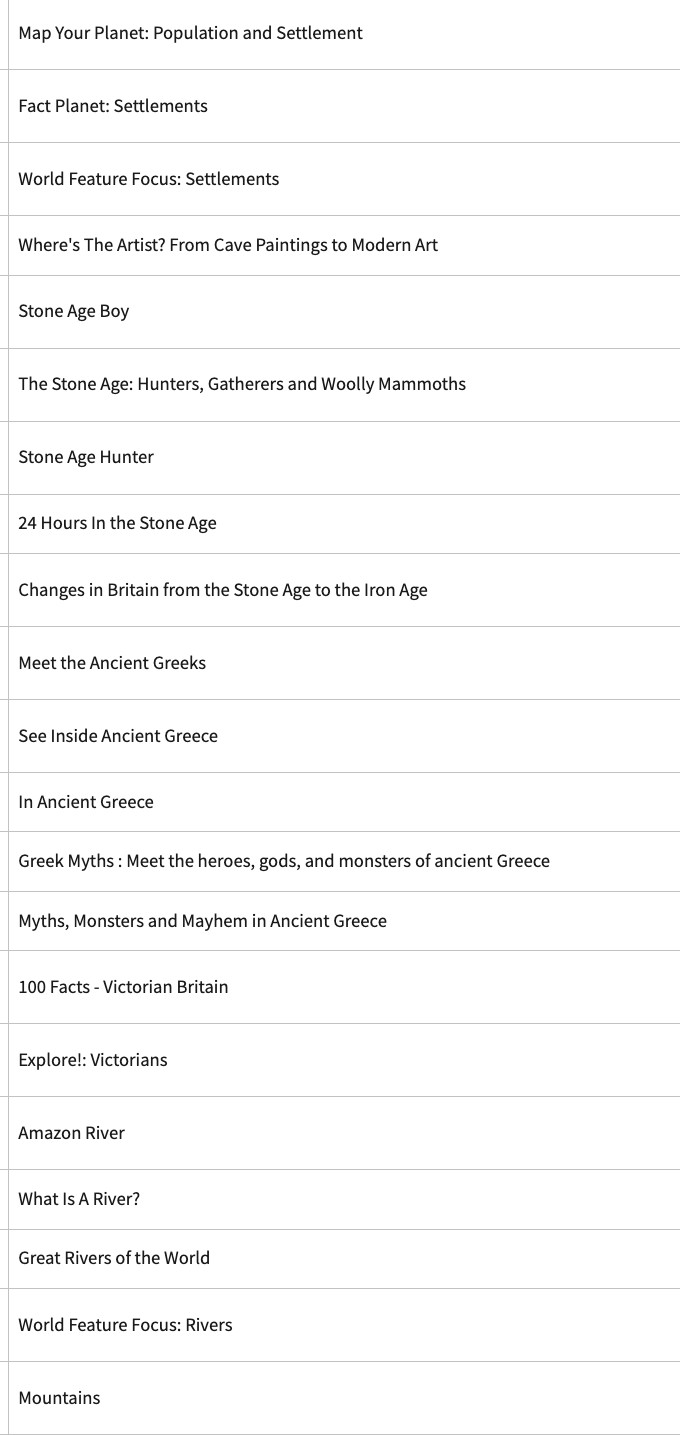 Map Your Planet: Population and Settlement
Fact Planet: Settlements
World Feature Focus: Settlements
Where's The Artist? From Cave Paintings to Modern Art
Stone Age Boy
The Stone Age: Hunters, Gatherers and Woolly Mammoths
Stone Age Hunter
24 Hours In the Stone Age
Changes in Britain from the Stone Age to the Iron Age
Meet the Ancient Greeks
See Inside Ancient Greece
In Ancient Greece
Greek Myths : Meet the heroes, gods, and monsters of ancient Greece
Myths, Monsters and Mayhem in Ancient Greece
100 Facts - Victorian Britain
Explore!: Victorians
Amazon River
What Is A River?
Great Rivers of the World
World Feature Focus: Rivers
Mountains